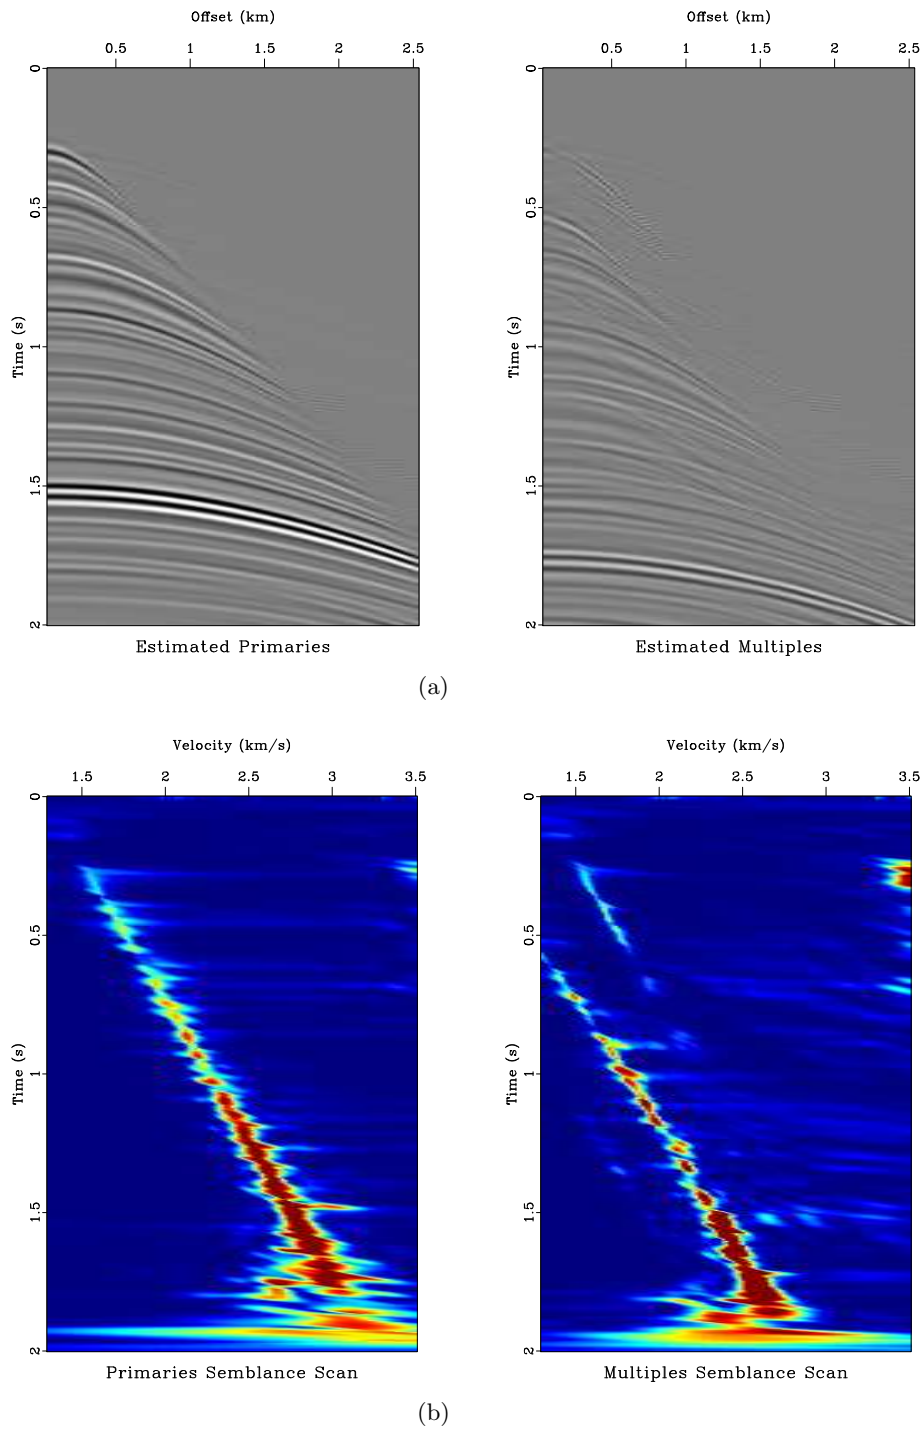 Offset (km)
0.5 1 1.5 2 2.5
0
0.5
1
1.5
2
Time (s)
Estimated Primaries
Offset (km)
0.5 1 1.5 2 2.5
0
0.5
1
1.5
2
Time (s)
Estimated Multiples
(a)
Velocity (km/s)
1.5 2 2.5 3 3.5
0
0.5
1
1.5
2
Time (s)
Primaries Semblance Scan
Velocity (km/s)
1.5 2 2.5 3 3.5
0
0.5
1
1.5
2
Time (s)
Multiples Semblance Scan
(b)